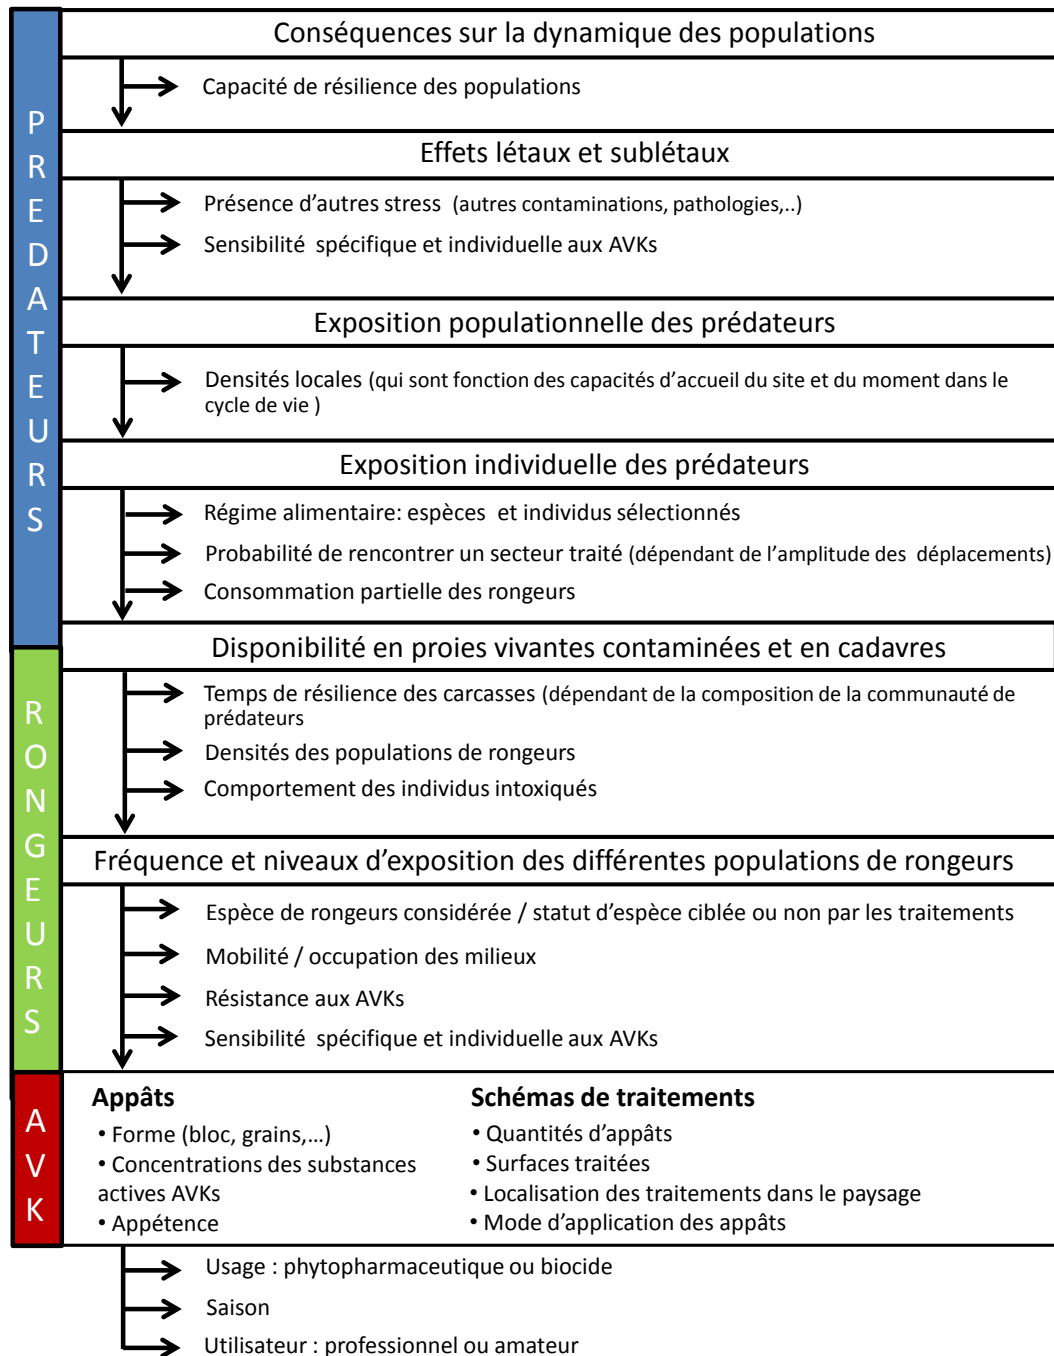 Conséquences sur la dynamique des populations
Capacité de résilience des populations
Effets létaux et sublétaux
Présence d'autres stress (autres contaminations, pathologies,..)
Sensibilité spécifique et individuelle aux AVKs
Exposition populationnelle des prédateurs
Densités locales (qui sont fonction des capacités d'accueil du site et du moment dans le
cycle de vie )
Exposition individuelle des prédateurs
Régime alimentaire: espèces et individus sélectionnés
Probabilité de rencontrer un secteur traité (dépendant de l'amplitude des déplacements)
Consommation partielle des rongeurs
PREDATEURS
Disponibilité en proies vivantes contaminées et en cadavres
Temps de résilience des carcasses (dépendant de la composition de la communauté de
prédateurs
Densités des populations de rongeurs
Comportement des individus intoxiqués
Fréquence et niveaux d'exposition des différentes populations de rongeurs
Espèce de rongeurs considérée / statut d'espèce ciblée ou non par les traitements
Mobilité / occupation des milieux
Résistance aux AVKs
Sensibilité spécifique et individuelle aux AVKs
RONGEURS
AVK
Appâts
• Forme (bloc, grains,...)
• Concentrations des substances
actives AVKs
• Appétence
Schémas de traitements
• Quantités d'appâts
• Surfaces traitées
• Localisation des traitements dans le paysage
• Mode d'application des appâts
Usage : phytopharmaceutique ou biocide
Saison
Utilisateur : professionnel ou amateur